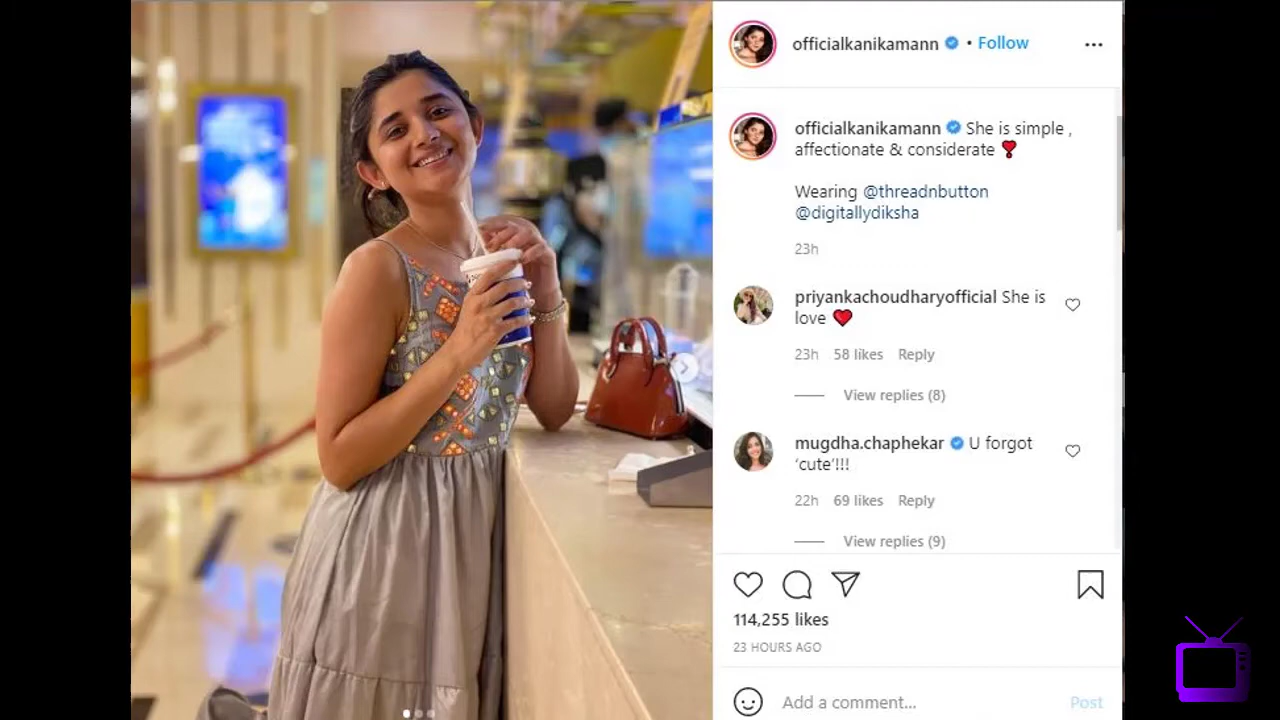 officialkanikamann • Follow
officialkanikamann She is simple ,
affectionate & considerate ❣
Wearing @threadnbutton
@digitallydiksha
23h
priyankachoudharyofficial She is
love ❤
23h 58 likes Reply
View replies (8)
mugdha.chaphekar U forgot
‘cute’!!!
22h 69 likes Reply
View replies (9)
114,255 likes
23 HOURS AGO
Add a comment... Post